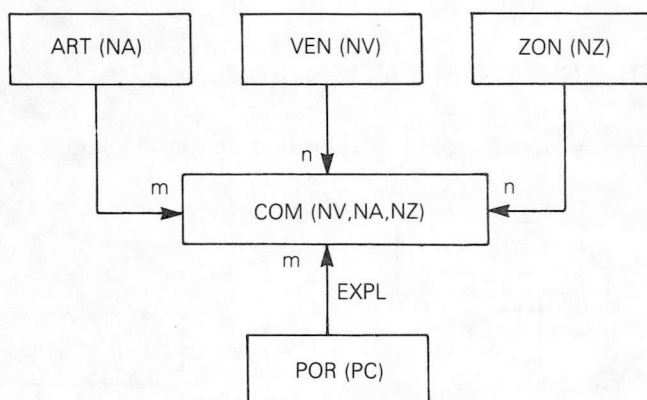 ART (NA)
VEN (NV)
ZON (NZ)
m
n
n
COM (NV,NA,NZ)
m
EXPL
POR (PC)